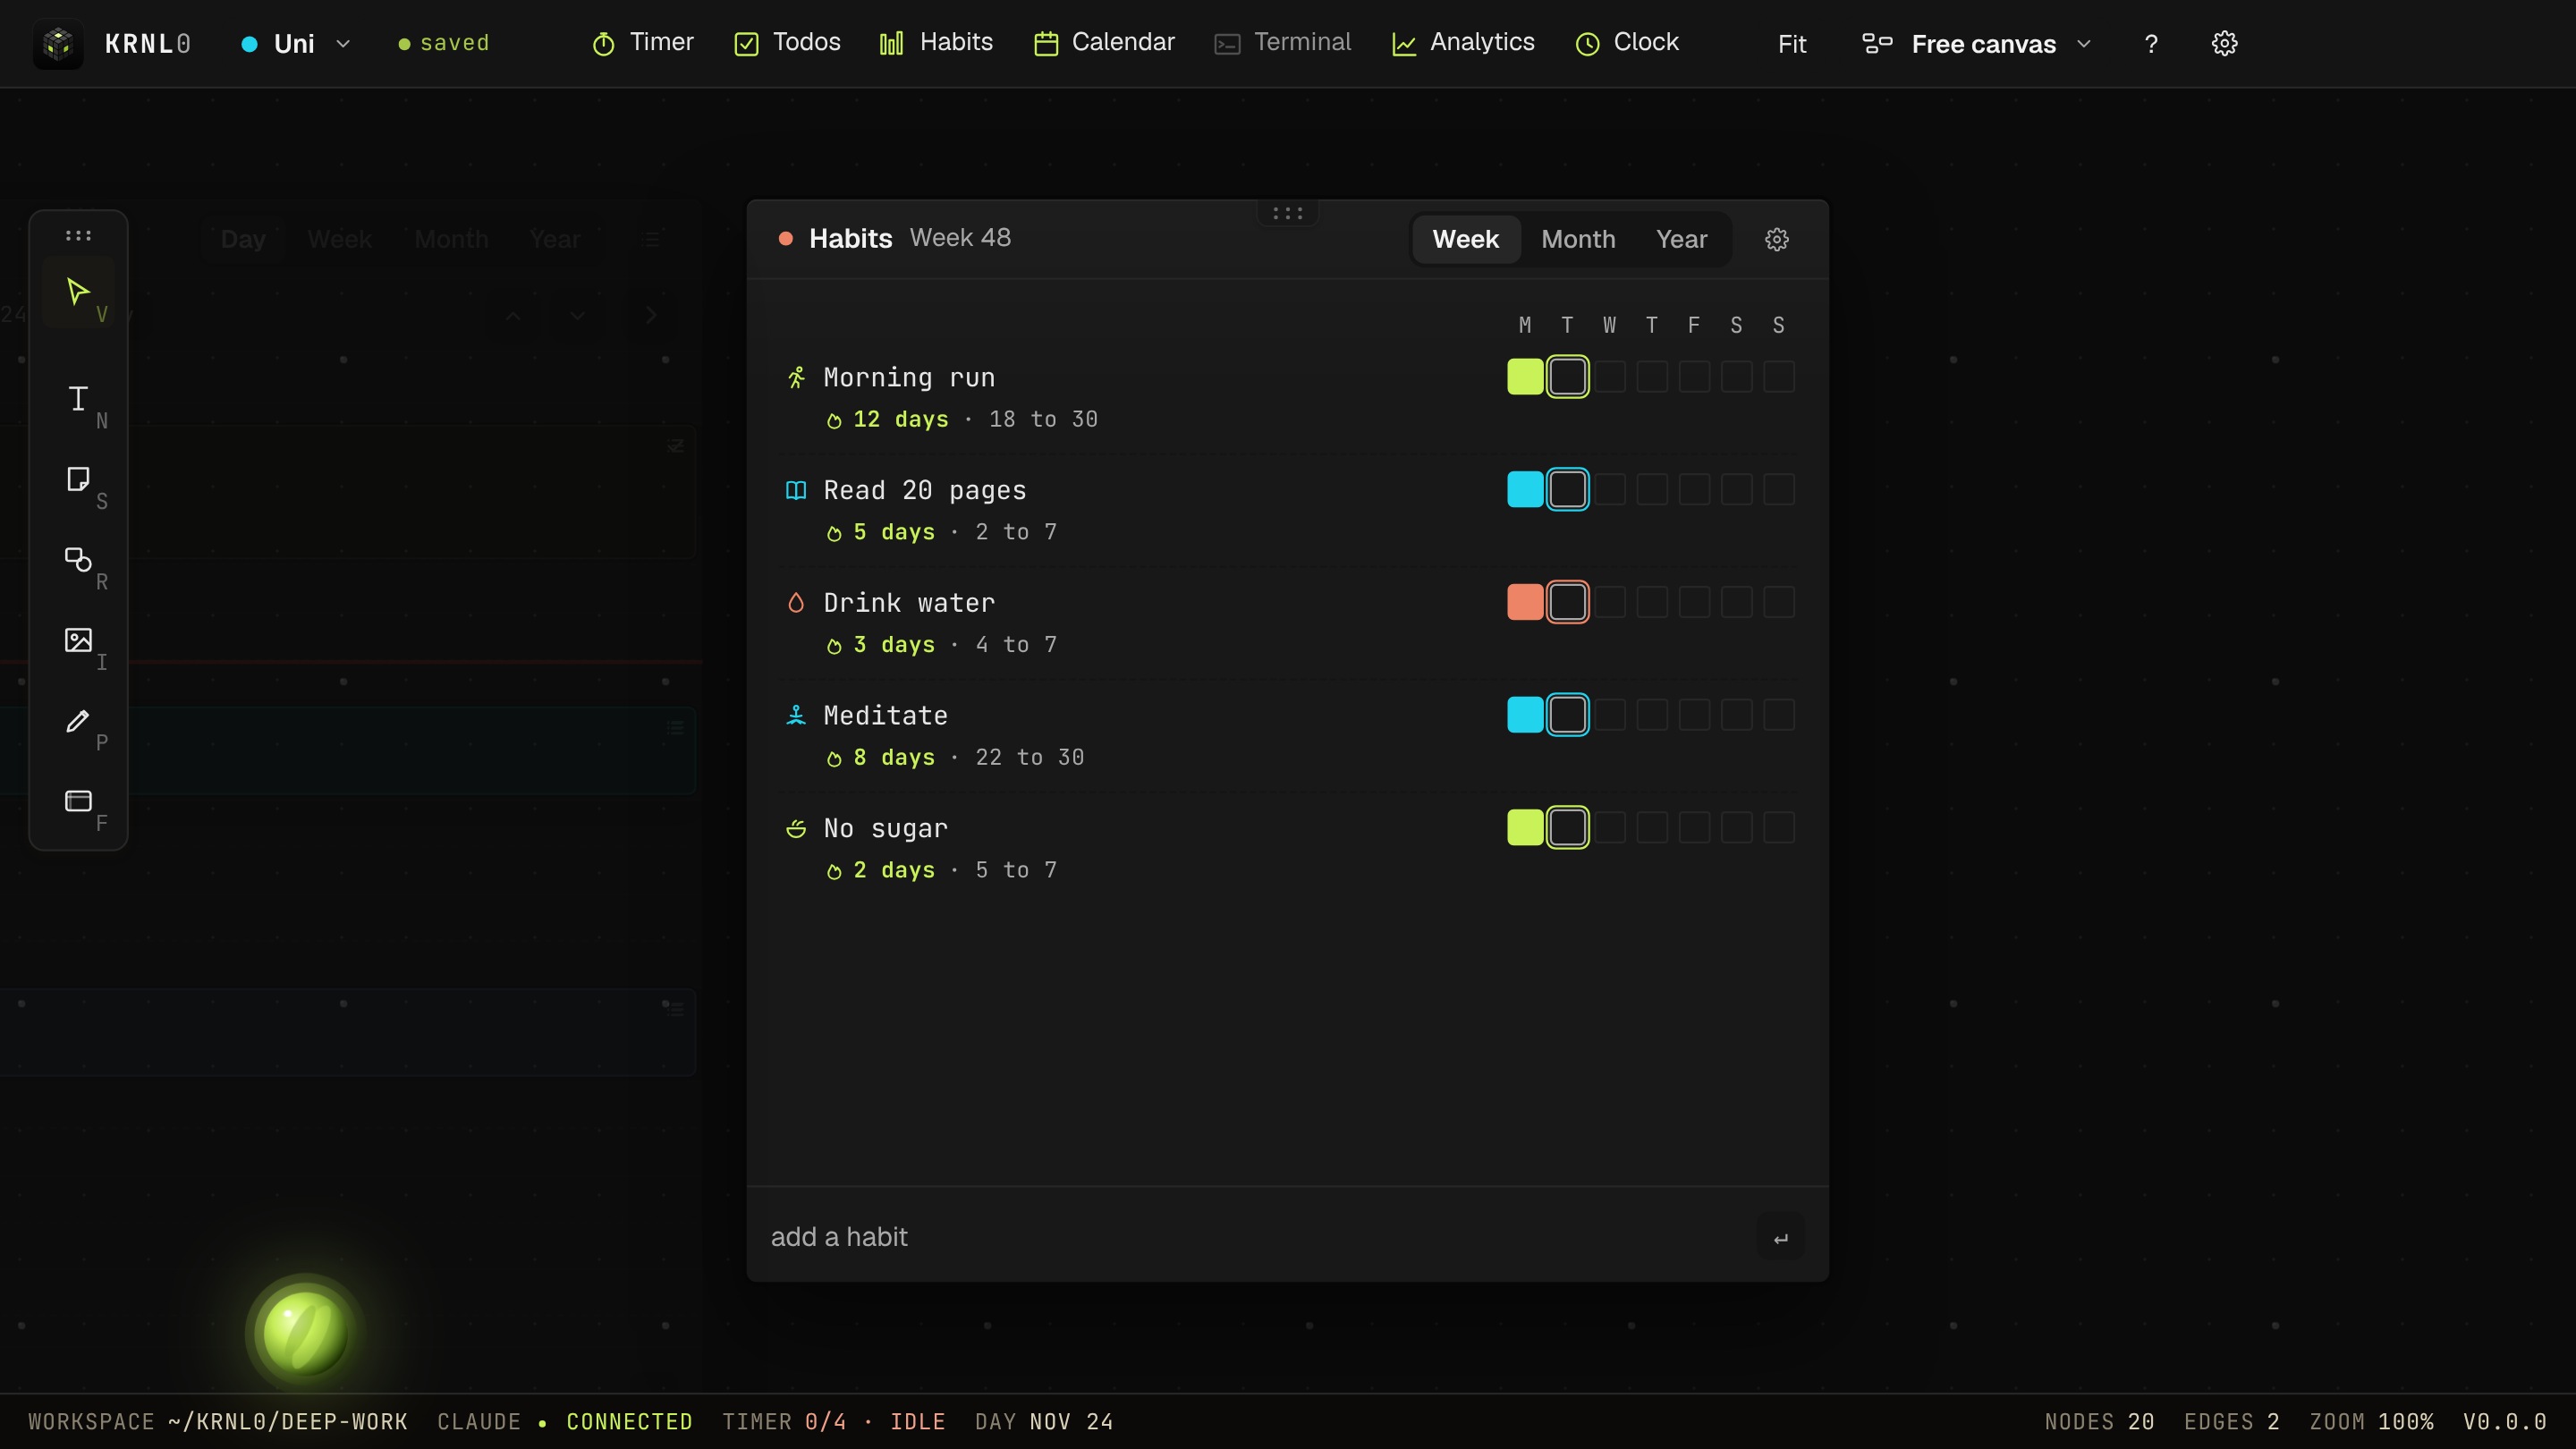 KRNL0 Uni saved Timer Todos Habits Calendar Terminal Analytics Clock Fit Free canvas ?
Day Week Month Year
24
V
N
S
R
I
P
F
Habits Week 48 Week Month Year
M T W T F S S
Morning run
12 days · 18 to 30
Read 20 pages
5 days · 2 to 7
Drink water
3 days · 4 to 7
Meditate
8 days · 22 to 30
No sugar
2 days · 5 to 7
add a habit
WORKSPACE ~/KRNL0/DEEP-WORK CLAUDE • CONNECTED TIMER 0/4 · IDLE DAY NOV 24 NODES 20 EDGES 2 ZOOM 100% V0.0.0